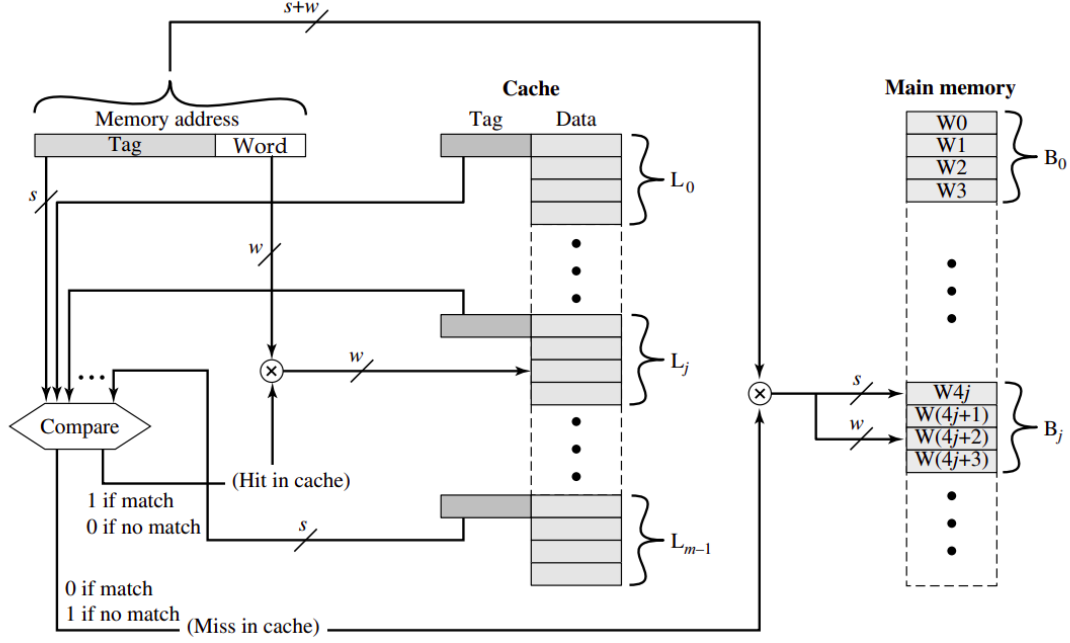 s+w
Cache
Main memory
Memory address
Tag Data
Tag Word
W0
W1
W2
W3
B0
L0
s
w
w
Lj
s
W4j
W(4j+1)
w
W(4j+2)
W(4j+3)
Bj
Compare
(Hit in cache)
1 if match
0 if no match
s
Lm–1
0 if match
1 if no match
(Miss in cache)